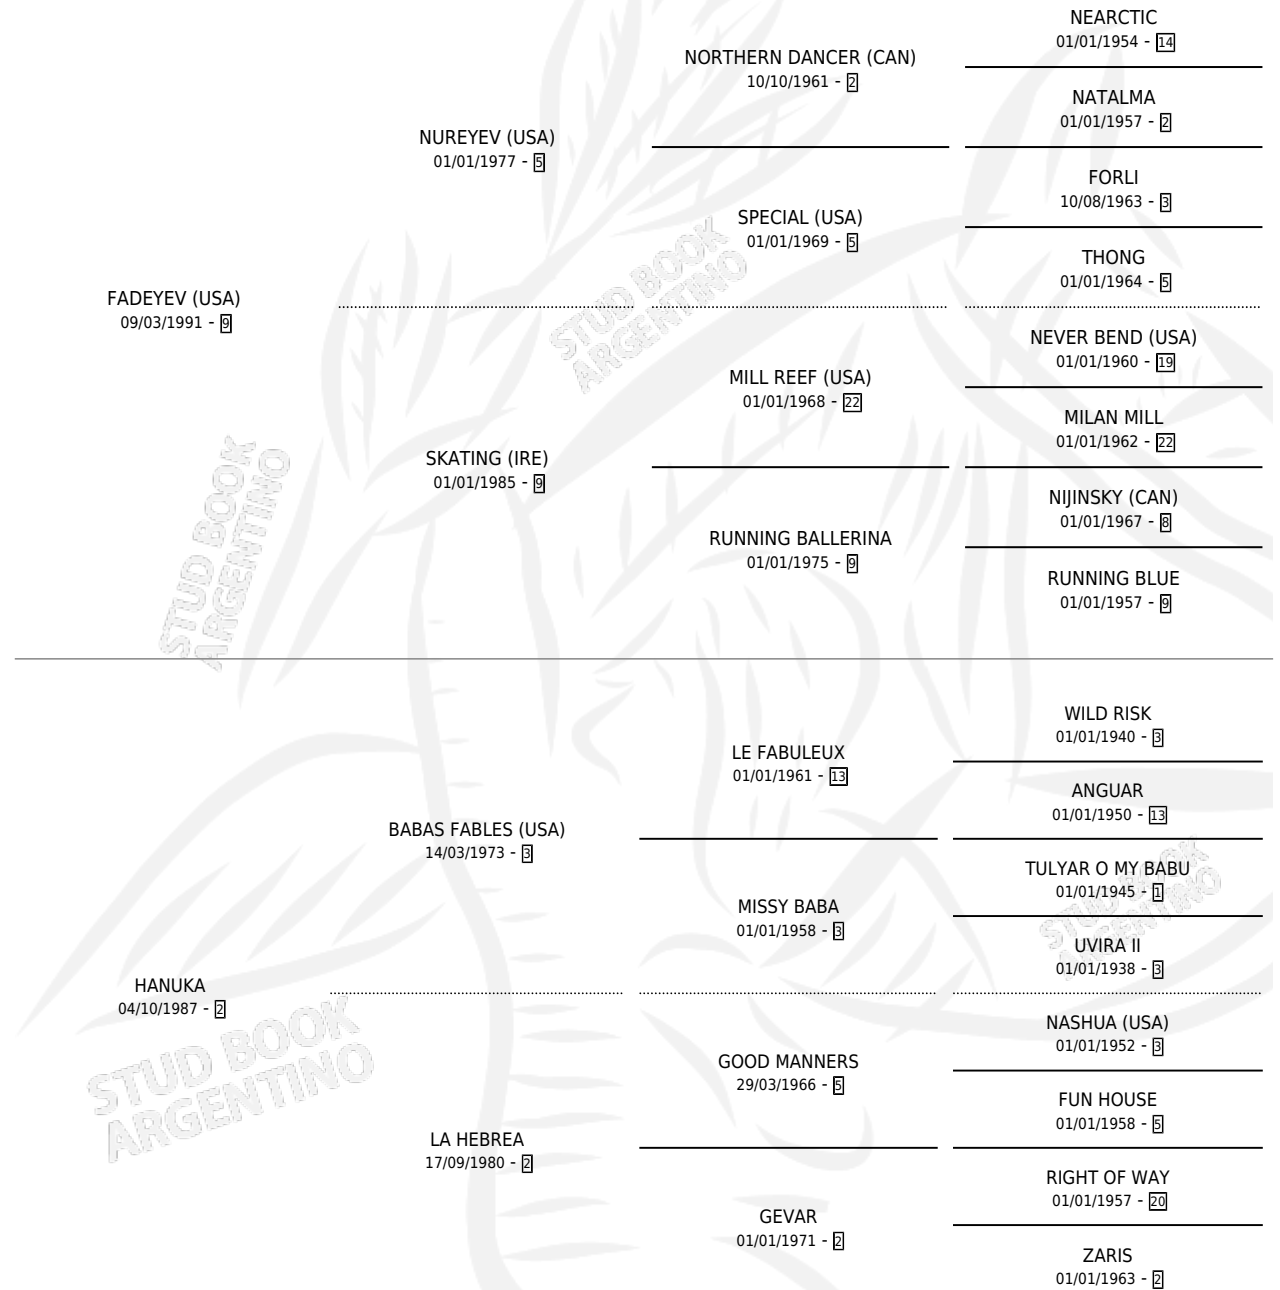 NEARCTIC
01/01/1954 - 14
NORTHERN DANCER (CAN)
10/10/1961 - 2
NATALMA
01/01/1957 - 2
NUREYEV (USA)
01/01/1977 - 5
FORLI
10/08/1963 - 3
SPECIAL (USA)
01/01/1969 - 5
THONG
01/01/1964 - 5
FADEYEV (USA)
09/03/1991 - 9
NEVER BEND (USA)
01/01/1960 - 19
MILL REEF (USA)
01/01/1968 - 22
MILAN MILL
01/01/1962 - 22
SKATING (IRE)
01/01/1985 - 9
NIJINSKY (CAN)
01/01/1967 - 8
RUNNING BALLERINA
01/01/1975 - 9
RUNNING BLUE
01/01/1957 - 9
WILD RISK
01/01/1940 - 3
LE FABULEUX
01/01/1961 - 13
ANGUAR
01/01/1950 - 13
BABAS FABLES (USA)
14/03/1973 - 3
TULYAR O MY BABU
01/01/1945 - 1
MISSY BABA
01/01/1958 - 3
UVIRA II
01/01/1938 - 3
HANUKA
04/10/1987 - 2
NASHUA (USA)
01/01/1952 - 3
GOOD MANNERS
29/03/1966 - 5
FUN HOUSE
01/01/1958 - 5
LA HEBREA
17/09/1980 - 2
RIGHT OF WAY
01/01/1957 - 20
GEVAR
01/01/1971 - 2
ZARIS
01/01/1963 - 2
STUD BOOK
ARGENTINO
STUD BOOK
ARGENTINO
STUD BOOK
ARGENTINO
STUD BOOK
ARGENTINO